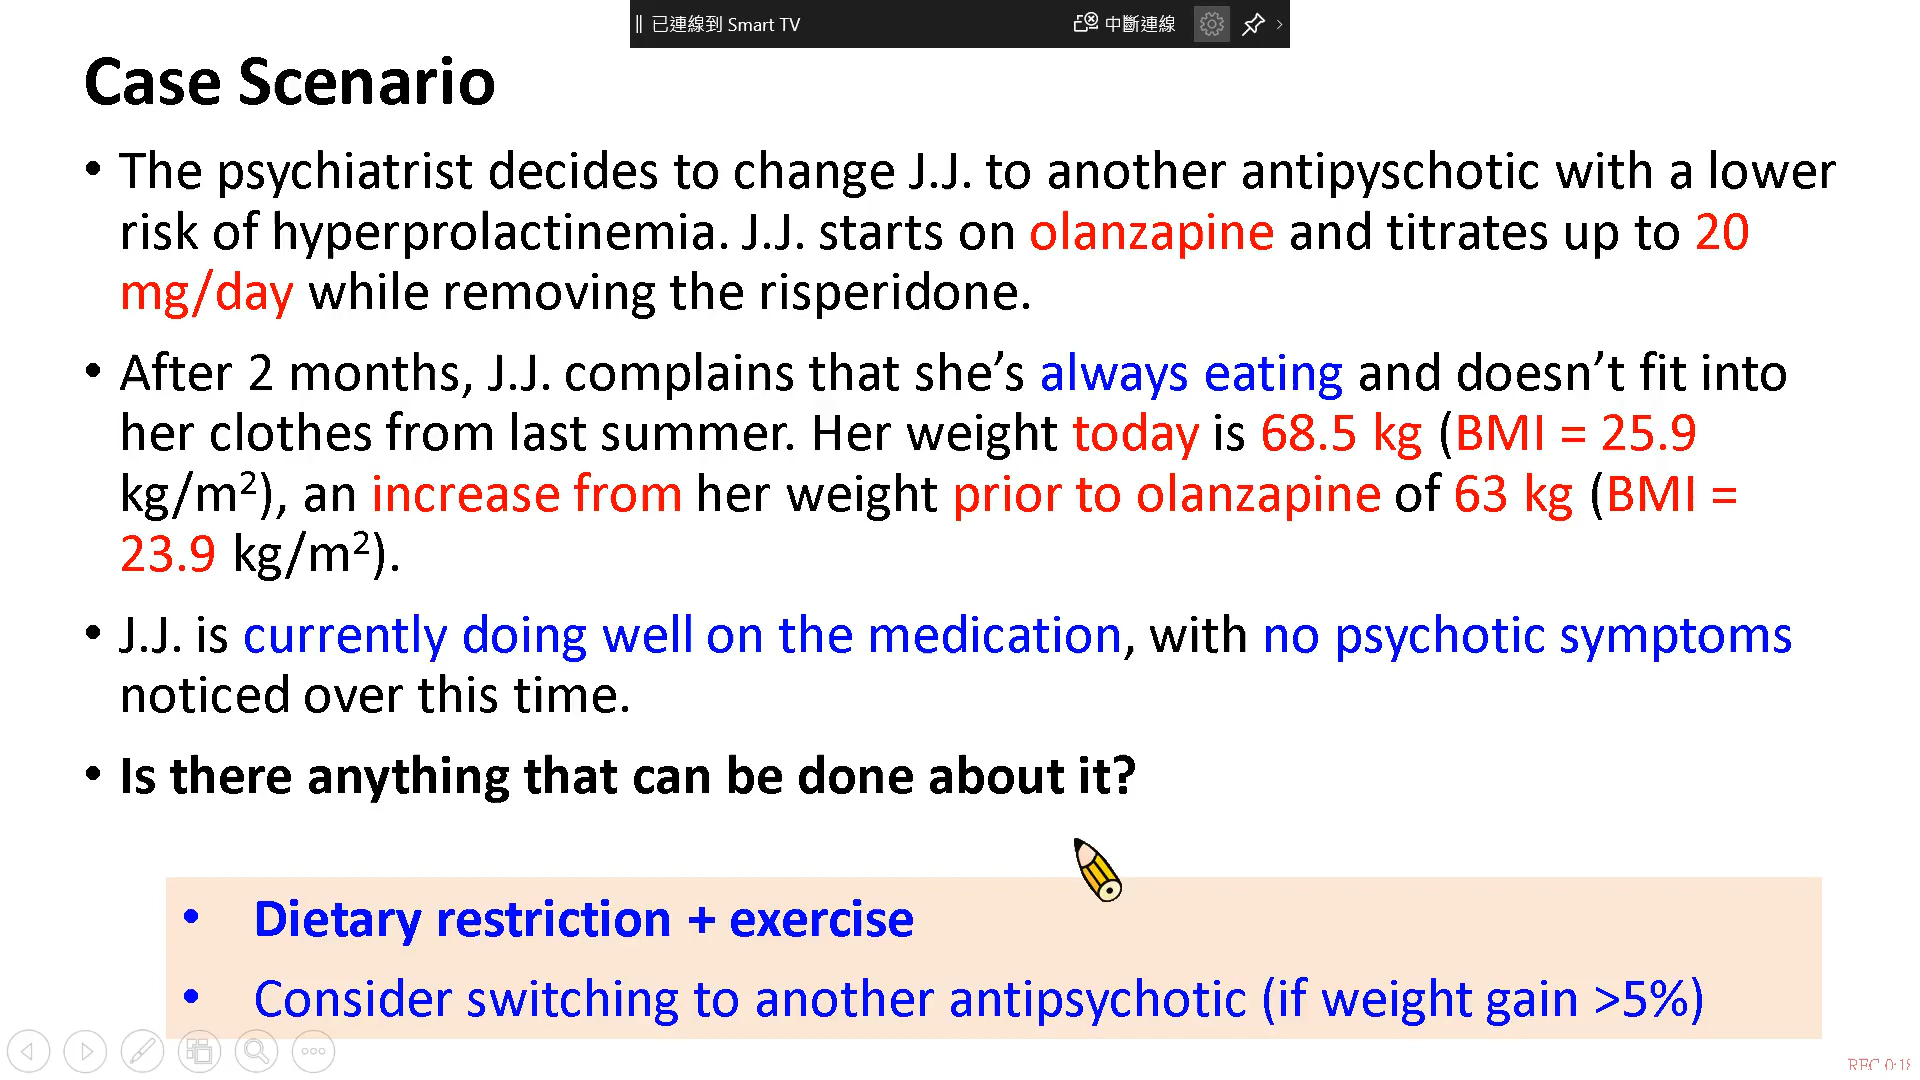 已連線到 Smart TV
中斷連線
Case Scenario
• The psychiatrist decides to change J.J. to another antipyschotic with a lower
risk of hyperprolactinemia. J.J. starts on olanzapine and titrates up to 20
mg/day while removing the risperidone.
• After 2 months, J.J. complains that she’s always eating and doesn’t fit into
her clothes from last summer. Her weight today is 68.5 kg (BMI = 25.9
kg/m²), an increase from her weight prior to olanzapine of 63 kg (BMI =
23.9 kg/m²).
• J.J. is currently doing well on the medication, with no psychotic symptoms
noticed over this time.
• Is there anything that can be done about it?
• Dietary restriction + exercise
• Consider switching to another antipsychotic (if weight gain >5%)
REC 0:18